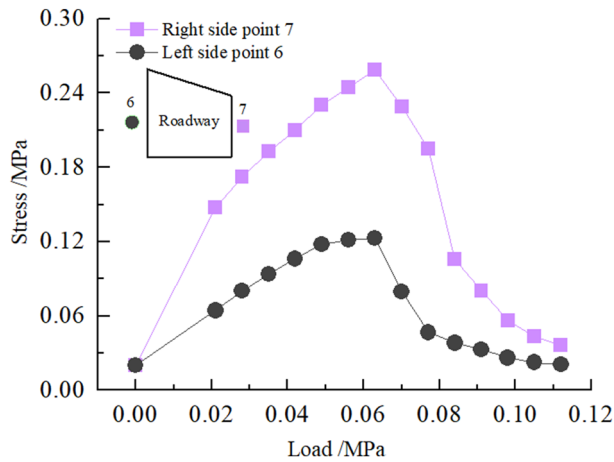 Right side point 7
Left side point 6
6
7
Roadway
0.30
0.24
0.18
0.12
0.06
0.00
Stress /MPa
0.00 0.02 0.04 0.06 0.08 0.10 0.12
Load /MPa